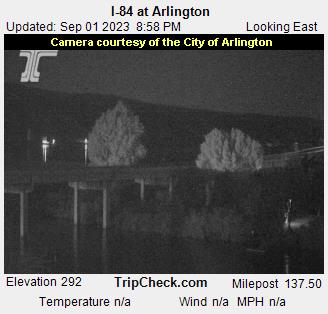 I-84 at Arlington
Updated: Sep 01 2023 8:58 PM Looking East
Camera courtesy of the City of Arlington
Elevation 292 TripCheck.com Milepost 137.50
Temperature n/a Wind n/a MPH n/a